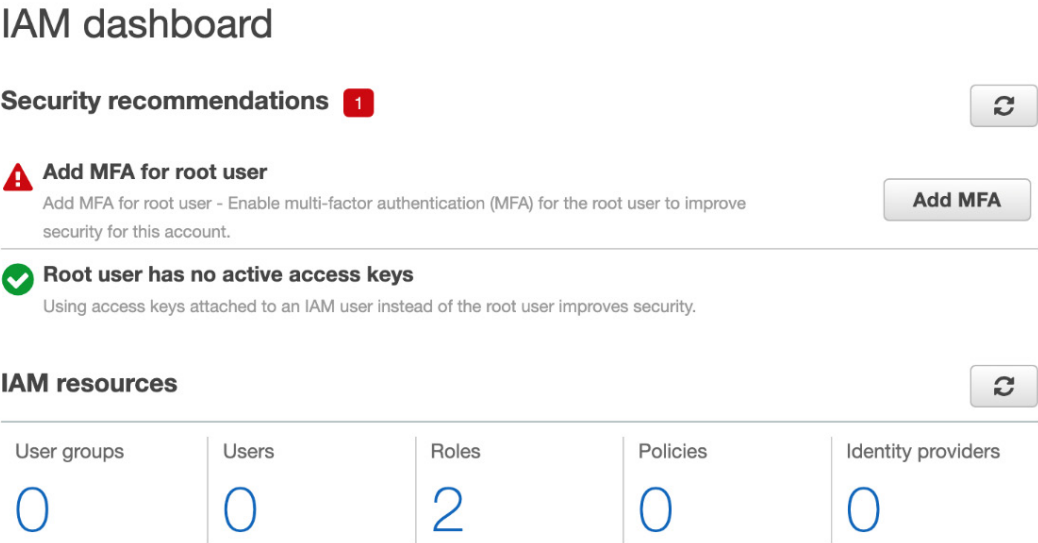 IAM dashboard
Security recommendations 1
Add MFA for root user
Add MFA for root user - Enable multi-factor authentication (MFA) for the root user to improve
security for this account.
Add MFA
Root user has no active access keys
Using access keys attached to an IAM user instead of the root user improves security.
IAM resources
User groups Users Roles Policies Identity providers
0 0 2 0 0